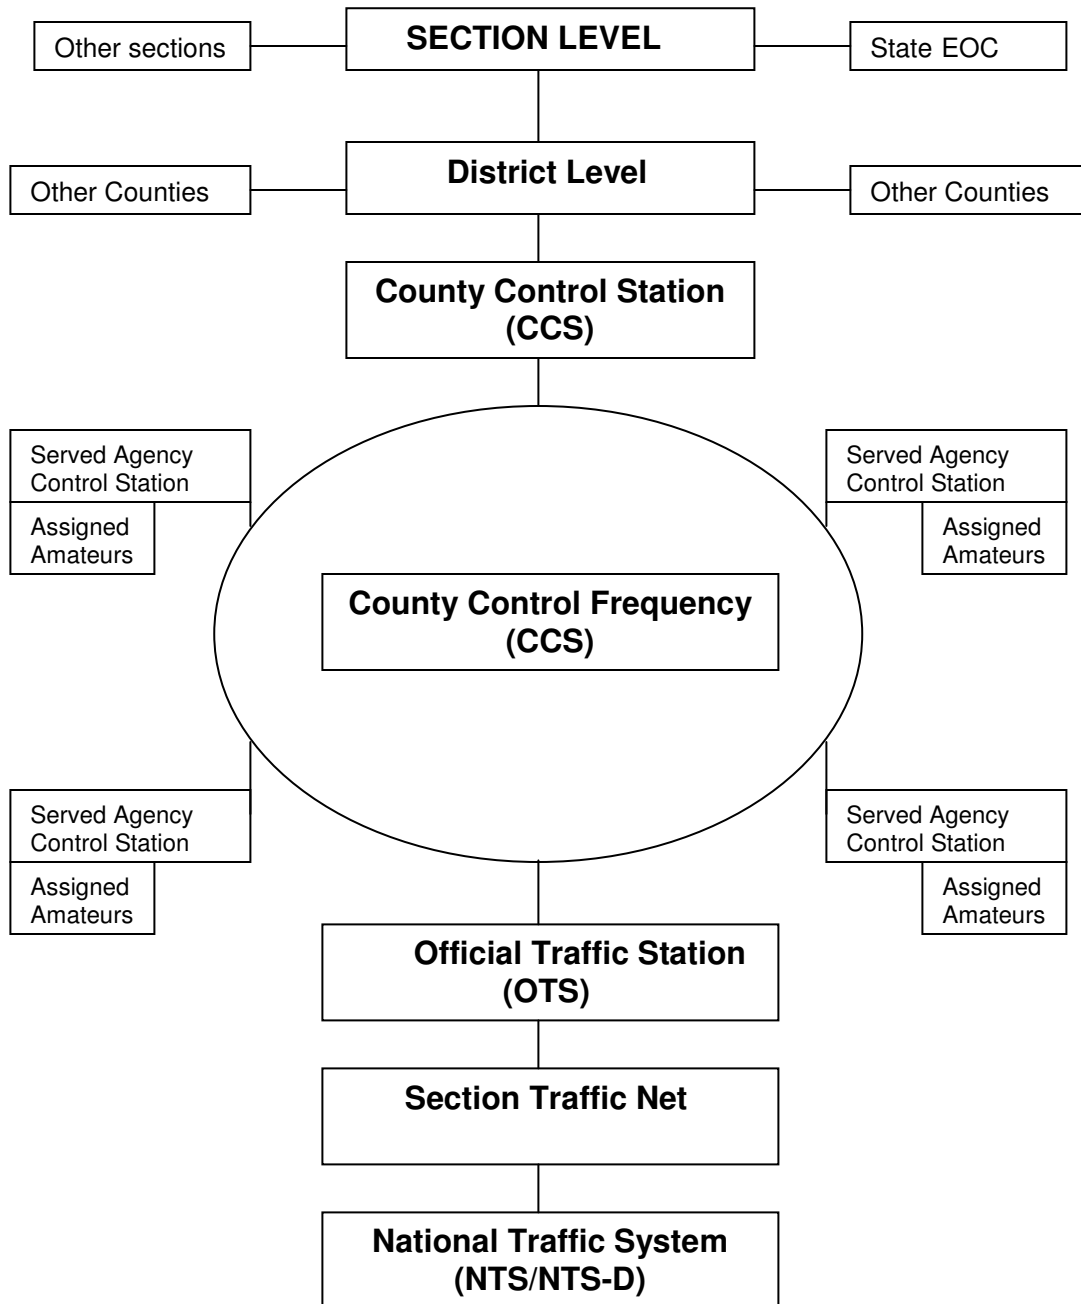 Other sections
SECTION LEVEL
State EOC
Other Counties
District Level
Other Counties
County Control Station
(CCS)
Served Agency
Control Station
Assigned
Amateurs
Served Agency
Control Station
Assigned
Amateurs
County Control Frequency
(CCS)
Served Agency
Control Station
Assigned
Amateurs
Served Agency
Control Station
Assigned
Amateurs
Official Traffic Station
(OTS)
Section Traffic Net
National Traffic System
(NTS/NTS-D)